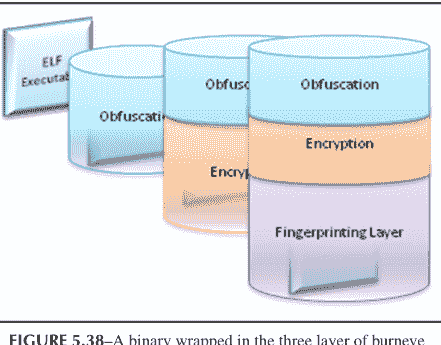 ELF
Executab
Obfuscati
Obfusc
Encryp
Obfuscation
Encryption
Fingerprinting Layer
FIGURE 5.38–A binary wrapped in the three layer of burneye